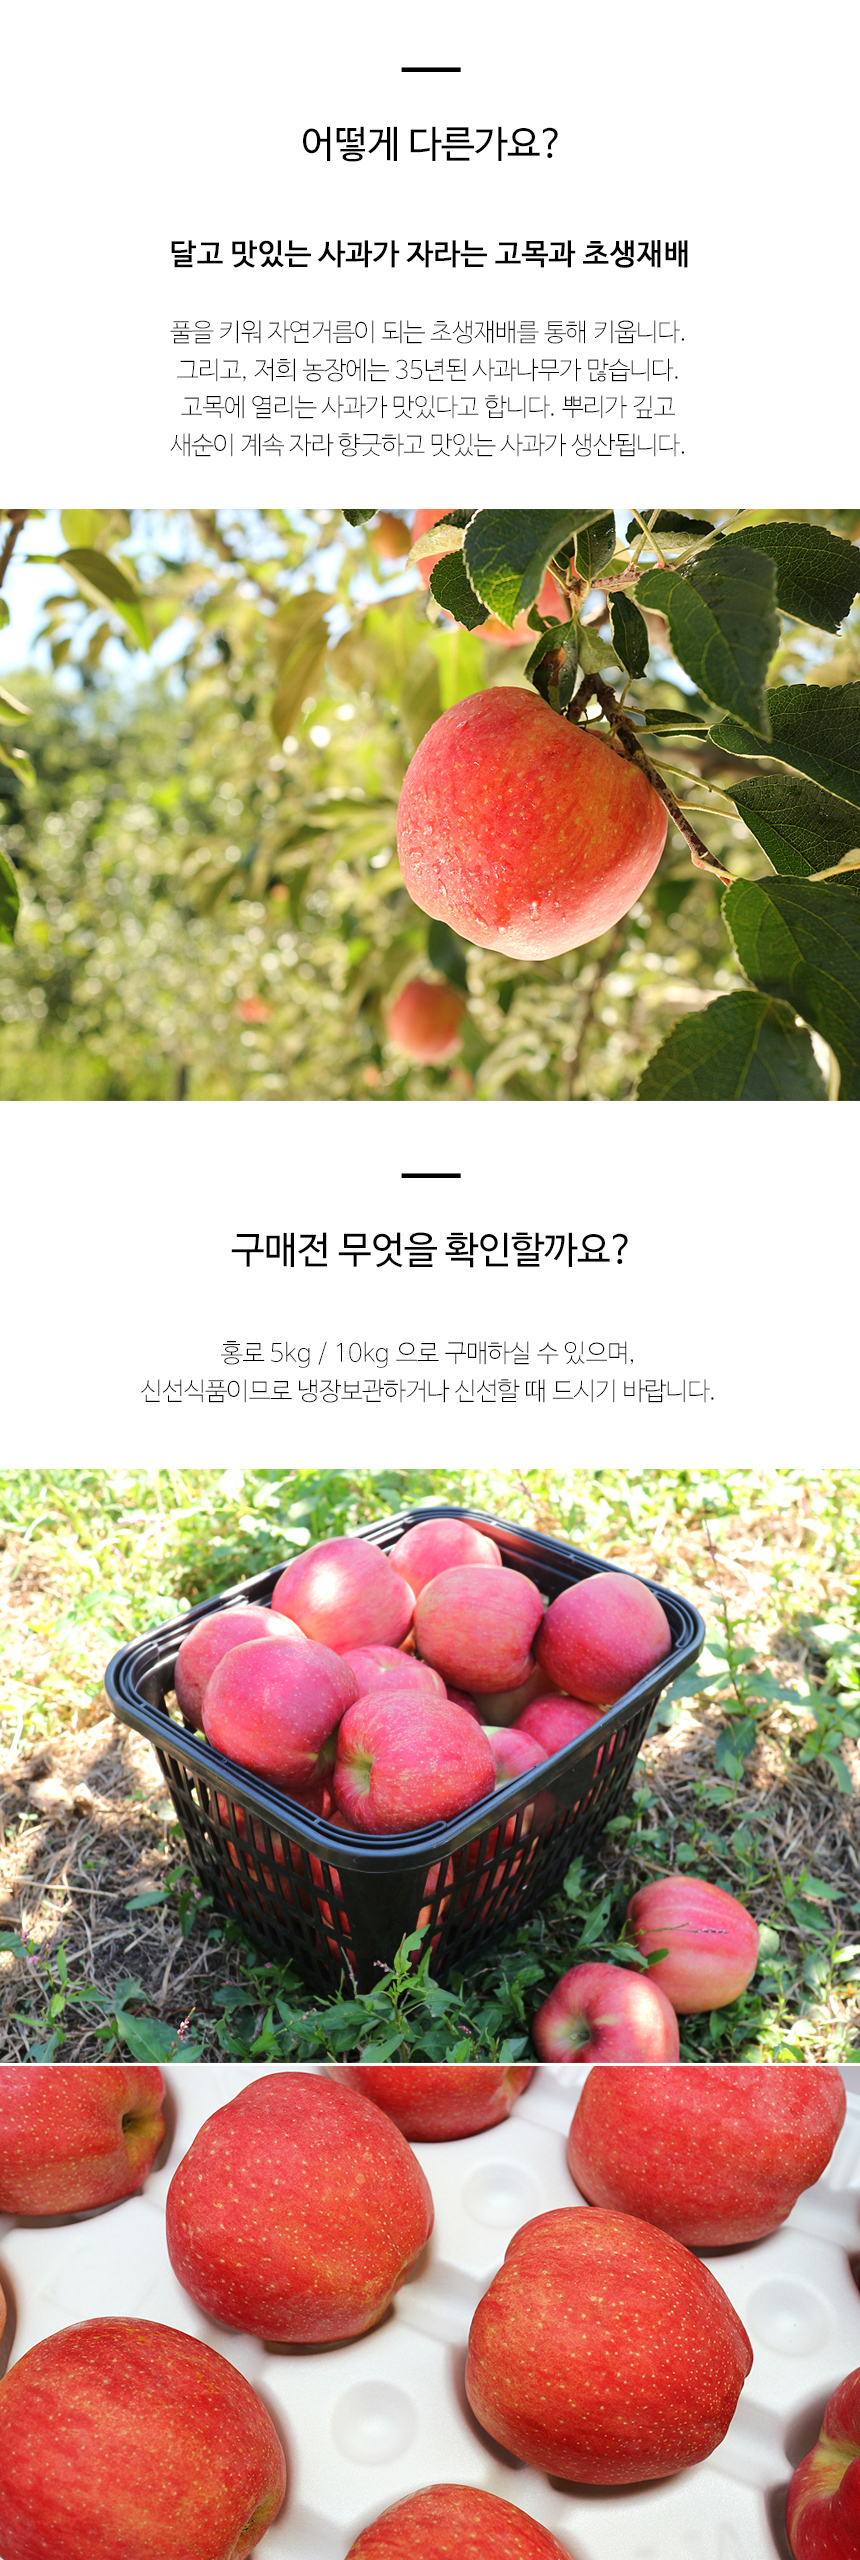 어떻게 다른가요?
달고 맛있는 사과가 자라는 고목과 초생재배
풀을 키워 자연거름이 되는 초생재배를 통해 키웁니다.
그리고, 저희 농장에는 35년된 사과나무가 많습니다.
고목에 열리는 사과가 맛있다고 합니다. 뿌리가 깊고
새순이 계속 자라 향긋하고 맛있는 사과가 생산됩니다.
구매전 무엇을 확인할까요?
홍로 5kg / 10kg 으로 구매하실 수 있으며,
신선식품이므로 냉장보관하거나 신선할 때 드시기 바랍니다.